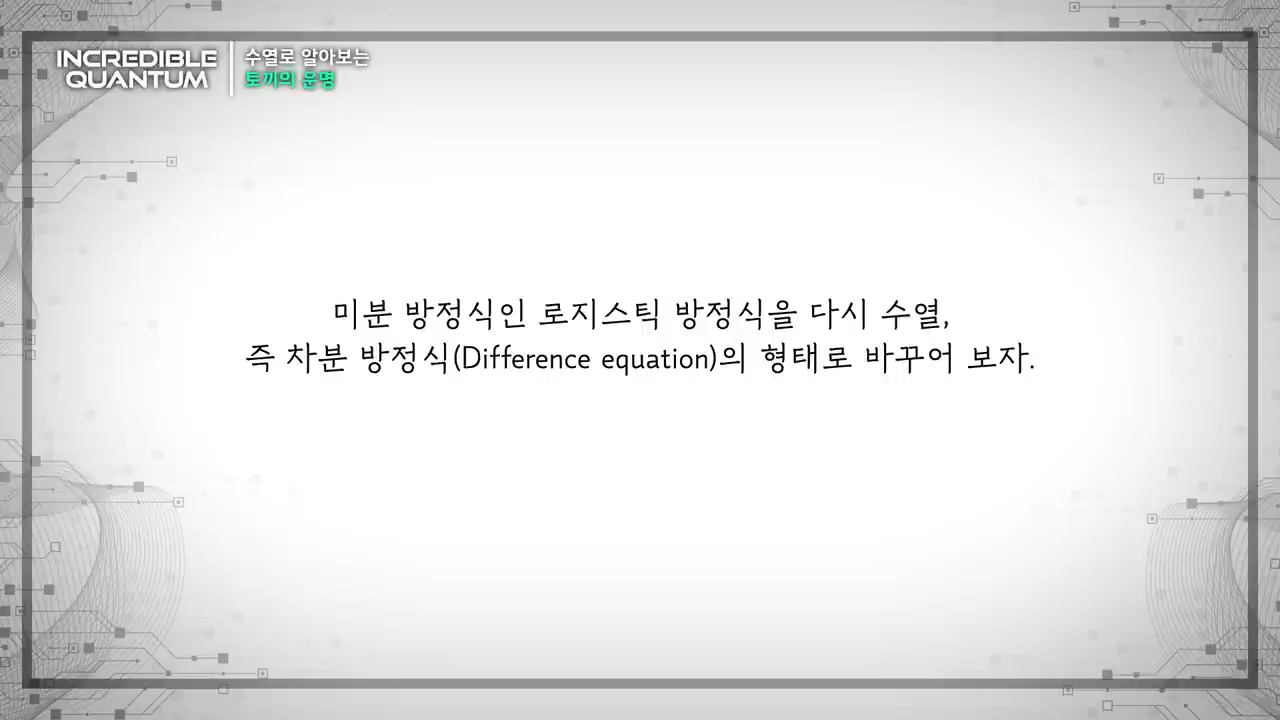 INCREDIBLE
QUANTUM
수열로 알아보는
토끼의 운명
미분 방정식인 로지스틱 방정식을 다시 수열,
즉 차분 방정식(Difference equation)의 형태로 바꾸어 보자.